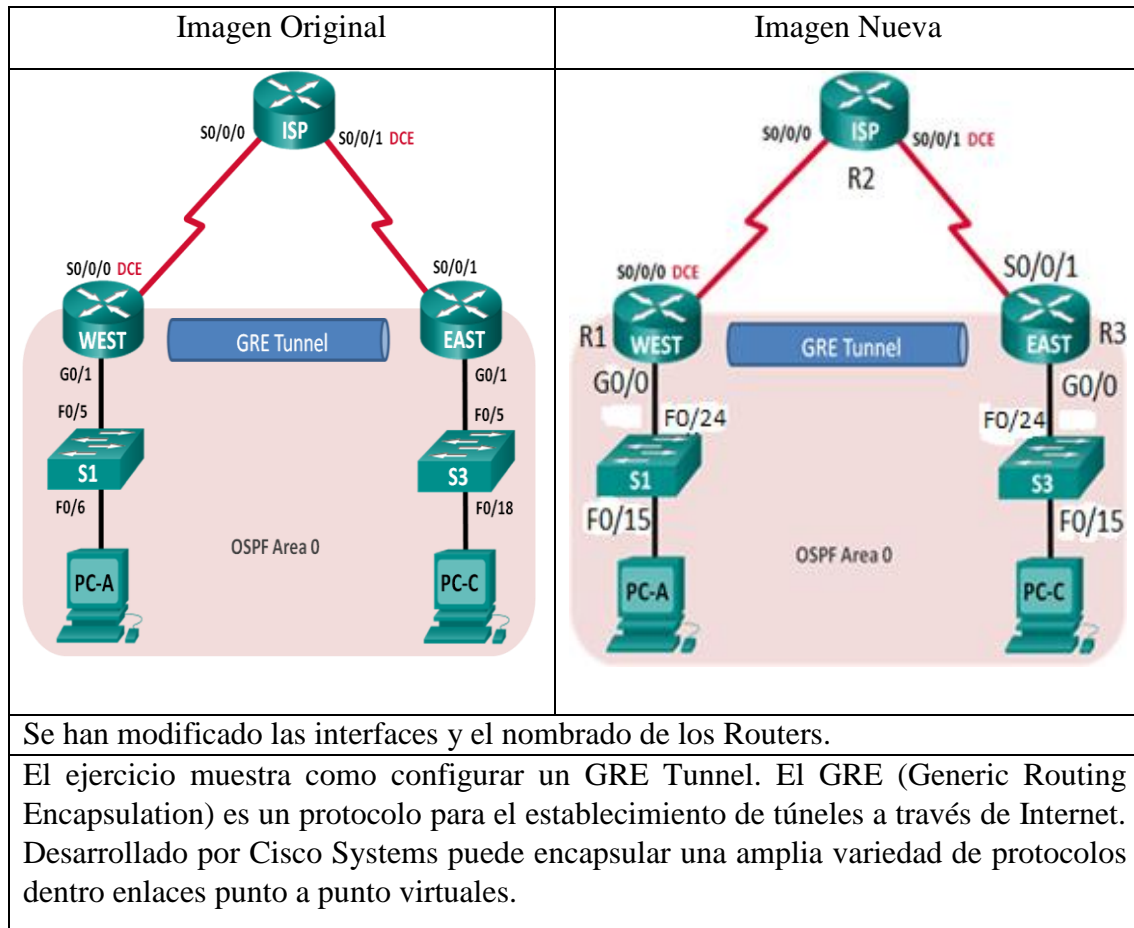 Imagen Original
Imagen Nueva
ISP
S0/0/0
S0/0/1 DCE
S0/0/0 DCE
S0/0/1
WEST
GRE Tunnel
EAST
G0/1
G0/1
F0/5
F0/5
S1
S3
F0/6
F0/18
OSPF Area 0
PC-A
PC-C
ISP
S0/0/0
S0/0/1 DCE
R2
S0/0/0 DCE
S0/0/1
R1
WEST
GRE Tunnel
EAST
R3
G0/0
G0/0
F0/24
F0/24
S1
S3
F0/15
F0/15
OSPF Area 0
PC-A
PC-C
Se han modificado las interfaces y el nombrado de los Routers.
El ejercicio muestra como configurar un GRE Tunnel. El GRE (Generic Routing
Encapsulation) es un protocolo para el establecimiento de túneles a través de Internet.
Desarrollado por Cisco Systems puede encapsular una amplia variedad de protocolos
dentro enlaces punto a punto virtuales.